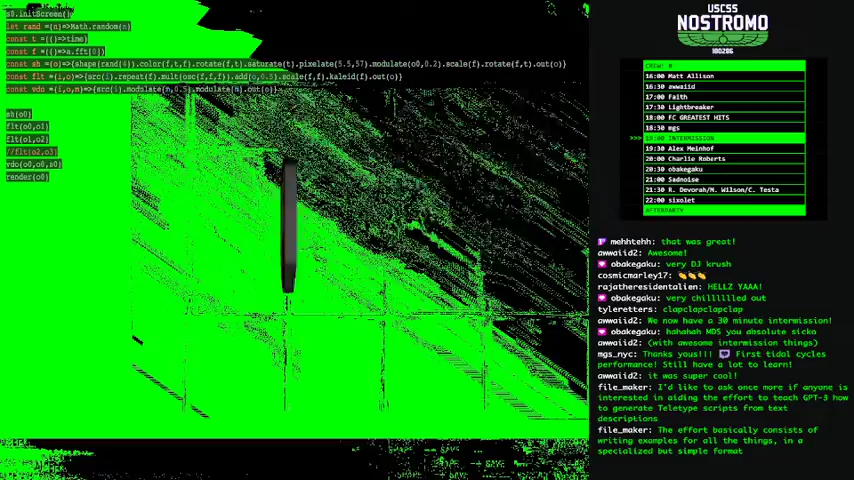 s0.initScreen();
let rand =(n)=>Math.random(n)
const t =(()=>time)
const f =(()=>a.fft[0])
const sh =(o)=>{shape(rand(4)).color(f,t,f).rotate(f,t).saturate(t).pixelate(5.5,57).modulate(o0,0.2).scale(f).rotate(f,t).out(o)}
const flt =(i,o)=>{src(i).repeat(f).mult(osc(f,f,f)).add(o,0.5).scale(f,f).kaleid(f).out(o)}
const vdo =(i,o,m)=>{src(i).modulate(m,0.5).modulate(m).out(o)}
sh(o0)
flt(o0,o1)
flt(o1,o2)
//flt(o2,o3)
vdo(o0,o0,s0)
render(o0)
USCSS
NOSTROMO
180286
CREW: 8
16:00 Matt Allison
16:30 awwaiid
17:00 Faith
17:30 Lightbreaker
18:00 FC GREATEST HITS
18:30 mgs
>>> 19:00 INTERMISSION
19:30 Alex Meinhof
20:00 Charlie Roberts
20:30 obakegaku
21:00 Sadnoise
21:30 R. Devorah/M. Wilson/C. Testa
22:00 sixolet
AFTERPARTY
mehhtehh: that was great!
awwaiid2: Awesome!
obakegaku: very DJ krush
cosmicmarley17: 👏👏👏
rajatheresidentalien: HELLZ YAAA!
obakegaku: very chilllllled out
tyleretters: clapclapclapclap
awwaiid2: We now have a 30 minute intermission!
obakegaku: hahahah MDS you absolute sicko
awwaiid2: (with awesome intermission things)
mgs_nyc: Thanks yous!!! First tidal cycles
performance! Still have a lot to learn!
awwaiid2: it was super cool!
file_maker: I'd like to ask once more if anyone is
interested in aiding the effort to teach GPT-3 how
to generate Teletype scripts from text
descriptions
file_maker: The effort basically consists of
writing examples for all the things, in a
specialized but simple format